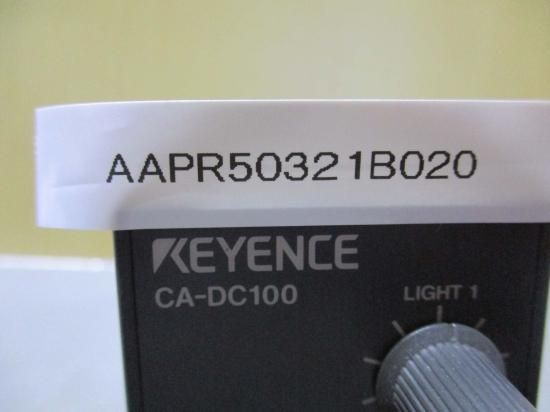 AAPR50321B020
KEYENCE
CA-DC100
LIGHT 1